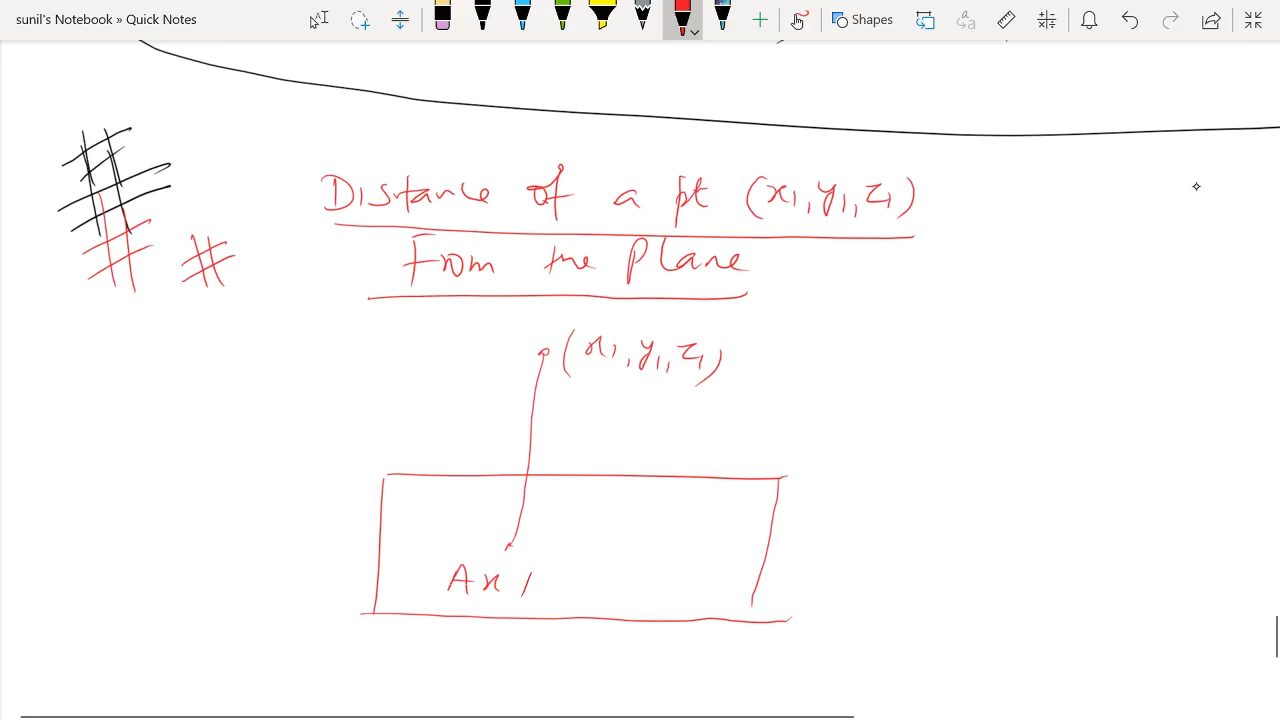 sunil's Notebook » Quick Notes
Shapes
Distance of a pt (x₁, y₁, z₁)
From the Plane
(x₁, y₁, z₁)
Ax